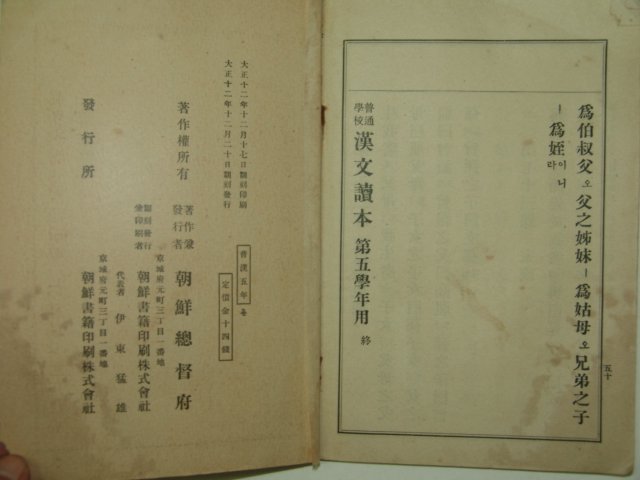 爲伯叔父오父之姊妹ㅣ爲姑母오兄弟之子
ㅣ爲姪이니라
普通學校 漢文讀本 第五學年用 終
五十
大正十二年十二月十七日翻刻印刷
大正十二年十二月二十日翻刻發行
普漢五年
定價金十四錢
著作權所有
著作兼發行者 朝鮮總督府
京城府元町三丁目一番地
翻刻發行兼印刷者 朝鮮書籍印刷株式會社
代表者 伊東猛雄
京城府元町三丁目一番地
發行所 朝鮮書籍印刷株式會社